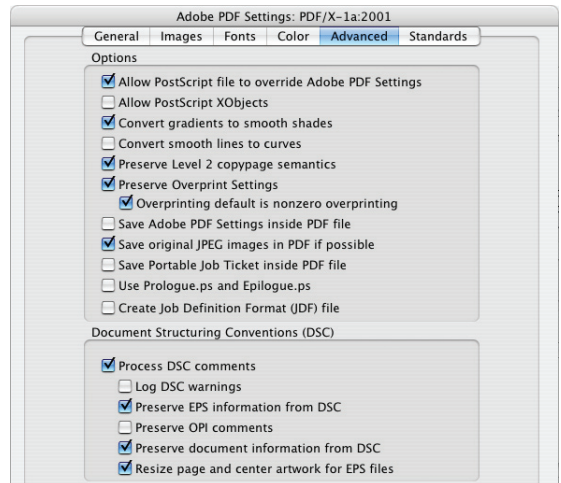 Adobe PDF Settings: PDF/X-1a:2001
General Images Fonts Color Advanced Standards
Options
Allow PostScript file to override Adobe PDF Settings
Allow PostScript XObjects
Convert gradients to smooth shades
Convert smooth lines to curves
Preserve Level 2 copypage semantics
Preserve Overprint Settings
Overprinting default is nonzero overprinting
Save Adobe PDF Settings inside PDF file
Save original JPEG images in PDF if possible
Save Portable Job Ticket inside PDF file
Use Prologue.ps and Epilogue.ps
Create Job Definition Format (JDF) file
Document Structuring Conventions (DSC)
Process DSC comments
Log DSC warnings
Preserve EPS information from DSC
Preserve OPI comments
Preserve document information from DSC
Resize page and center artwork for EPS files